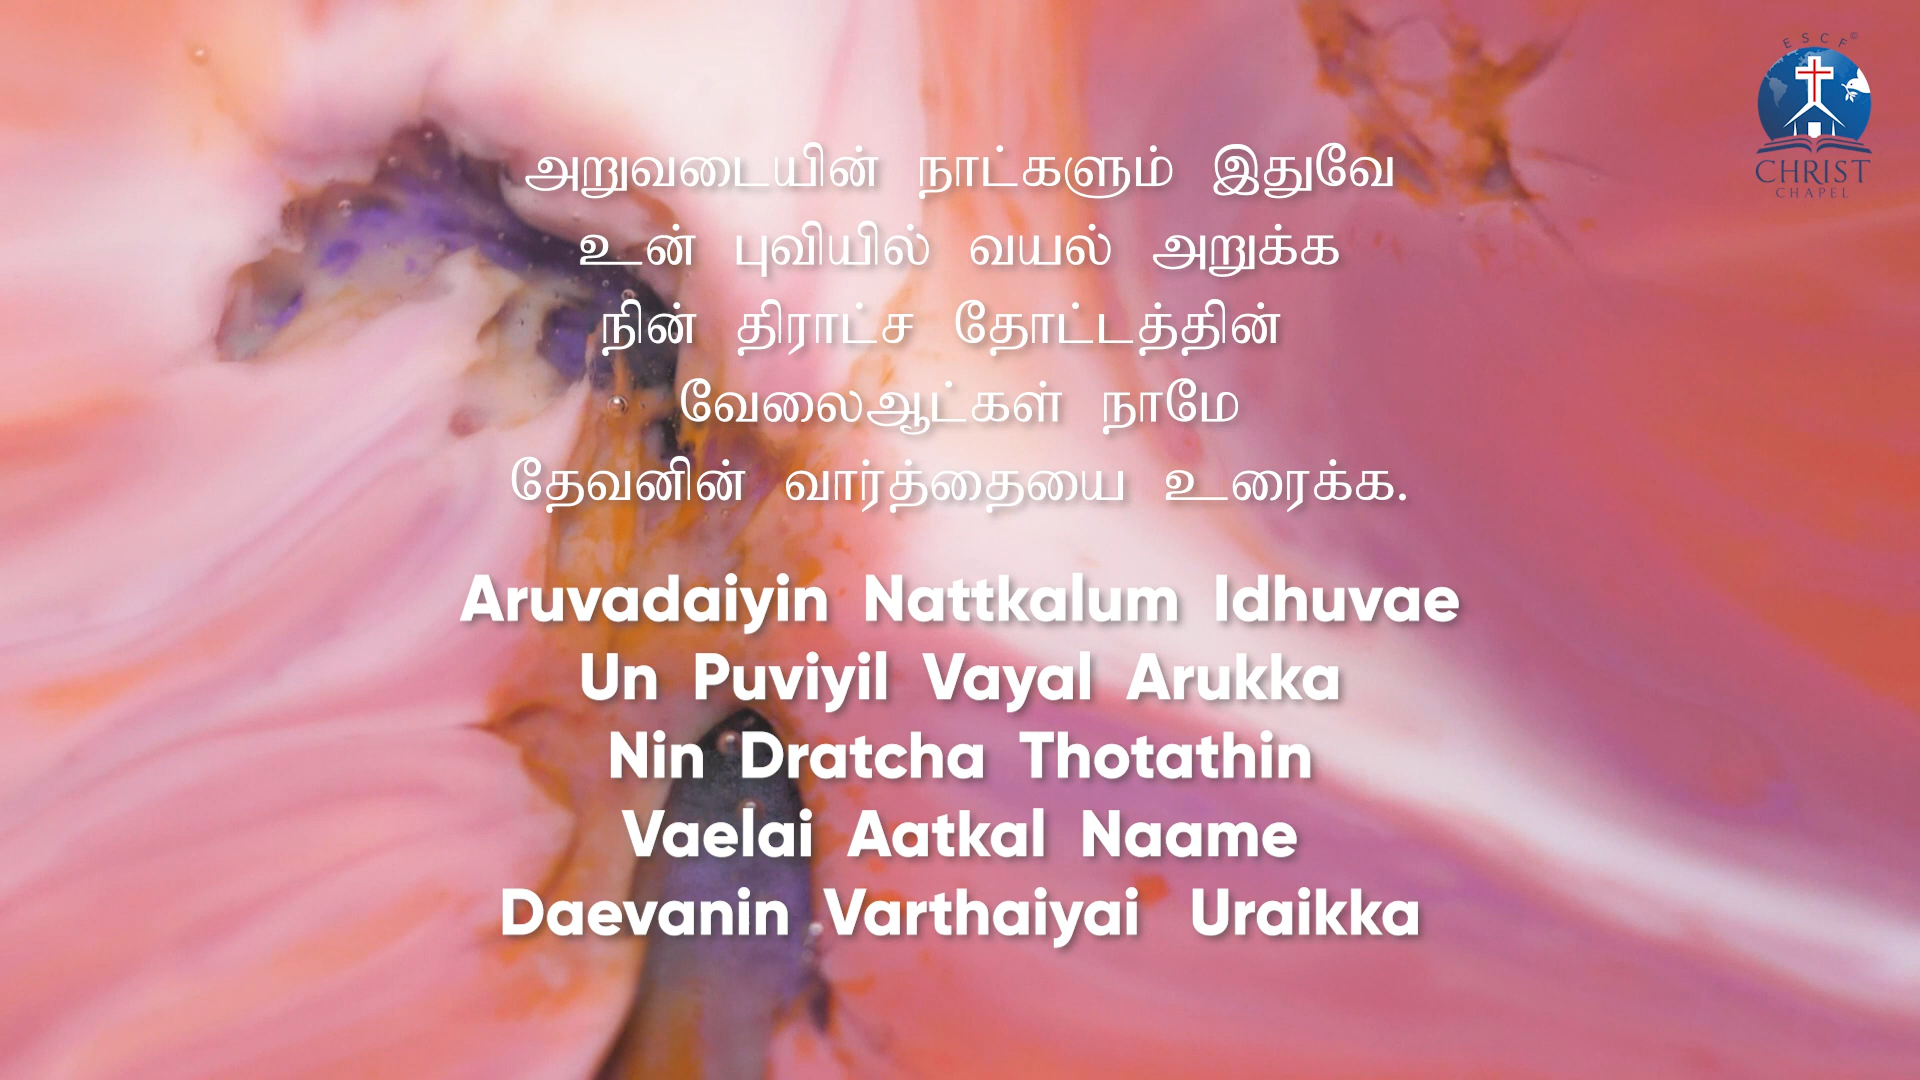 ESCF©
CHRIST
CHAPEL
அறுவடையின் நாட்களும் இதுவே
உன் புவியில் வயல் அறுக்க
நின் திராட்ச தோட்டத்தின்
வேலைஆட்கள் நாமே
தேவனின் வார்த்தையை உரைக்க.
Aruvadaiyin Nattkalum Idhuvae
Un Puviyil Vayal Arukka
Nin Dratcha Thotathin
Vaelai Aatkal Naame
Daevanin Varthaiyai Uraikka